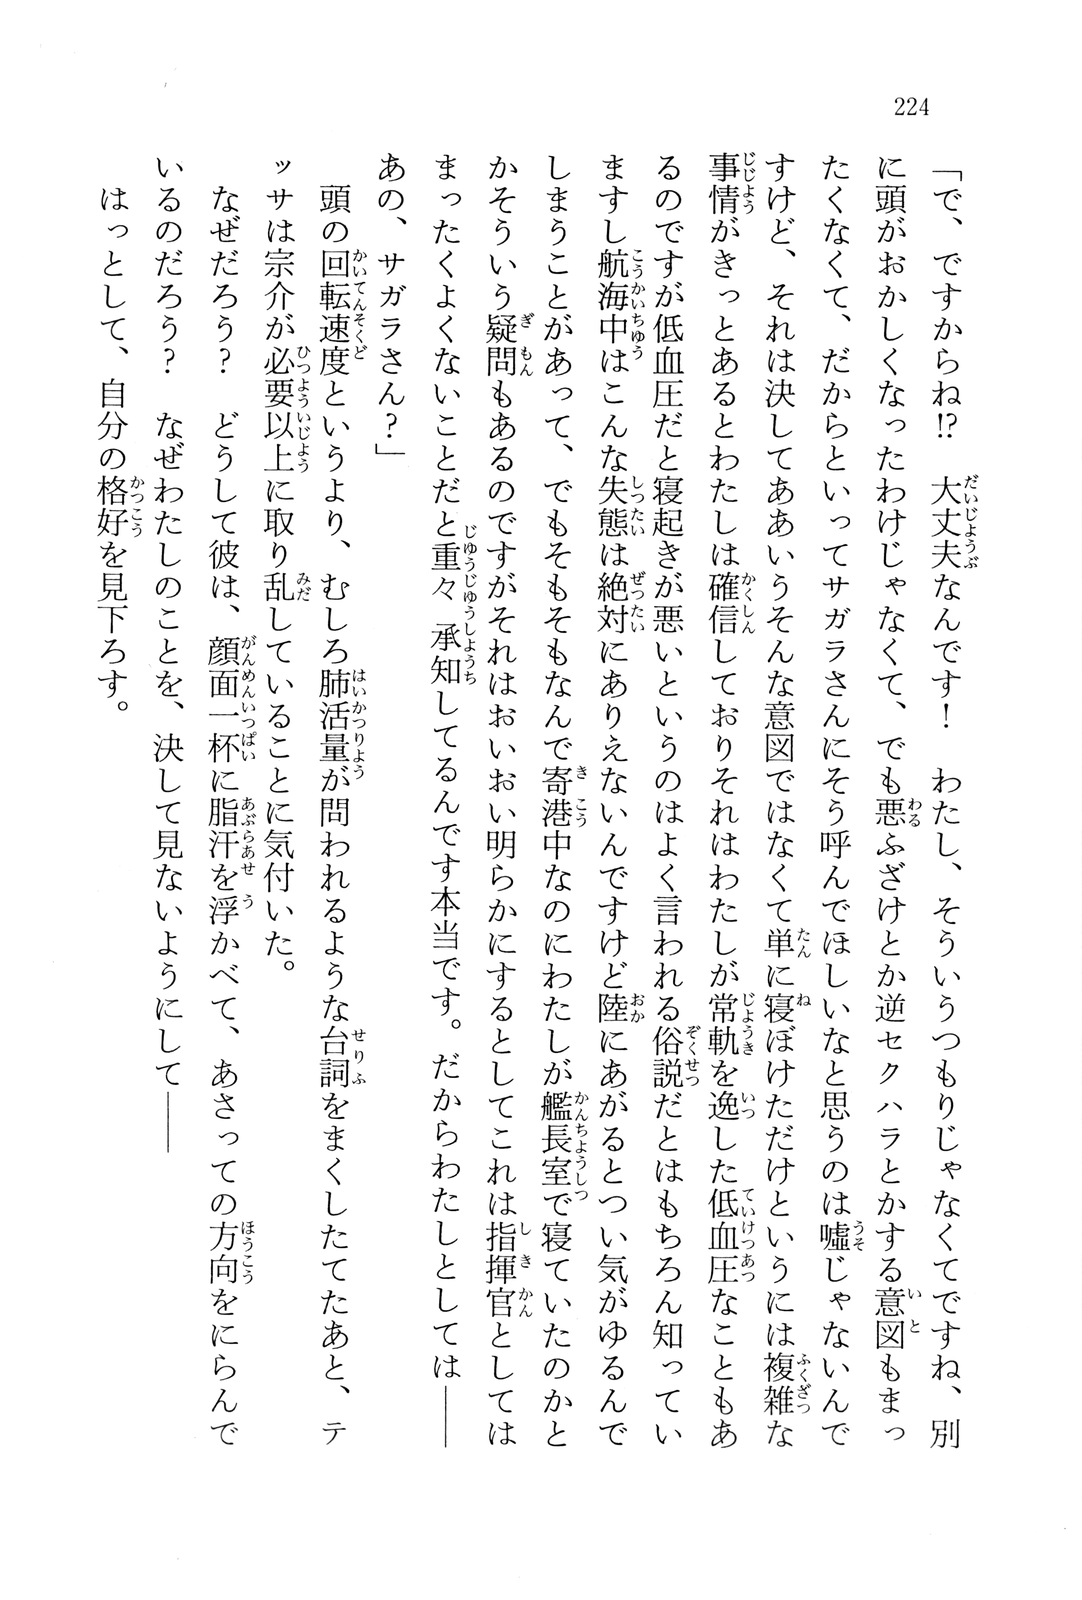 224
「で、ですからね!?　大丈夫なんです！　わたし、そういうつもりじゃなくてですね、別
に頭がおかしくなったわけじゃなくて、でも悪ふざけとか逆セクハラとかする意図もまっ
たくなくて、だからといってサガラさんにそう呼んでほしいなと思うのは嘘じゃないんで
すけど、それは決してああいうそんな意図ではなくて単に寝ぼけただけというには複雑な
事情がきっとあるとわたしは確信しておりそれはわたしが常軌を逸した低血圧なこともあ
るのですが低血圧だと寝起きが悪いというのはよく言われる俗説だとはもちろん知ってい
ますし航海中はこんな失態は絶対にありえないんですけど陸にあがるとつい気がゆるんで
しまうことがあって、でもそもそもなんで寄港中なのにわたしが艦長室で寝ていたのかと
かそういう疑問もあるのですがそれはおいおい明らかにするとしてこれは指揮官としては
まったくよくないことだと重々承知してるんです本当です。だからわたしとしては――
あの、サガラさん？」
　頭の回転速度というより、むしろ肺活量が問われるような台詞をまくしたてたあと、テ
ッサは宗介が必要以上に取り乱していることに気付いた。
　なぜだろう？　どうして彼は、顔面一杯に脂汗を浮かべて、あさっての方向をにらんで
いるのだろう？　なぜわたしのことを、決して見ないようにして――
　はっとして、自分の格好を見下ろす。